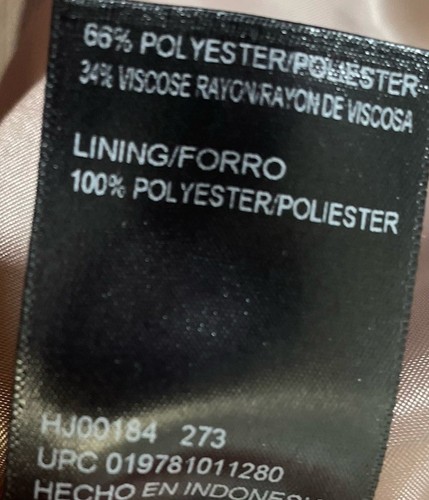 66% POLYESTER/POLIESTER
34% VISCOSE RAYON/RAYON DE VISCOSA
LINING/FORRO
100% POLYESTER/POLIESTER
HJ00184 273
UPC 019781011280
HECHO EN INDONES